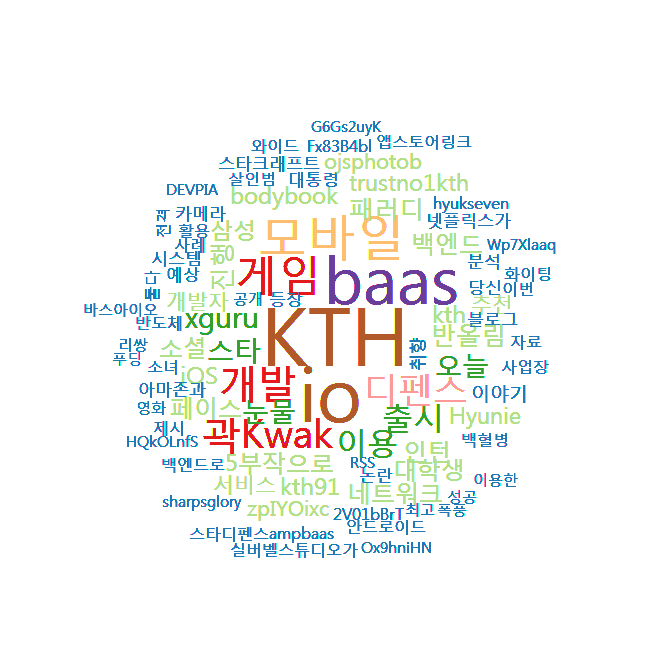 G6Gs2uyK
와이드 Fx83B4bl 앱스토어링크
스타크래프트 ojsphotob
살인범 대통령 trustno1kth
DEVPIA bodybook
hyukseven
카메라 패러디 넷플릭스가
활용 삼성 모바일 백엔드 Wp7Xlaaq
사례 진행
시스템 게임 분석
예상 baas 화이팅
당신이번
개발자 공개 등장 추천
바스아이오 xguru KTH kth 블로그
반도체 반올림
리쌍 소셜 스타 취향 자료
푸딩 소녀 오늘 사업장
iOS 개발 io 디펜스
아마존과 이야기
영화 페이스 눈물 출시 Hyunie
제시 곽Kwak 이용
HQkOLnfS 인터 백혈병
백엔드로 5부작으로 RSS
논란 대학생
서비스 kth91 이용한
네트워크 성공
sharpsglory zpIYOixc
2V01bBrT 최고 폭풍
안드로이드
스타디펜스ampbaas
실버벨스튜디오가 Ox9hniHN